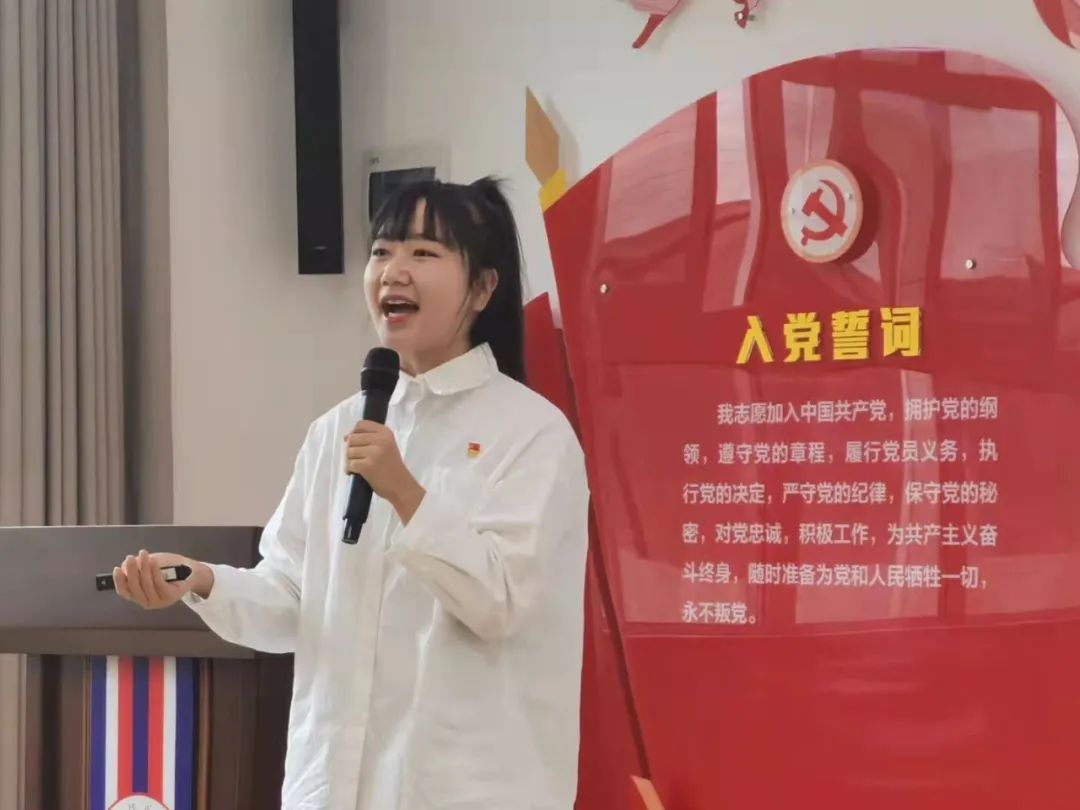 入党誓词
我志愿加入中国共产党，拥护党的纲
领，遵守党的章程，履行党员义务，执
行党的决定，严守党的纪律，保守党的秘
密，对党忠诚，积极工作，为共产主义奋
斗终身，随时准备为党和人民牺牲一切，
永不叛党。